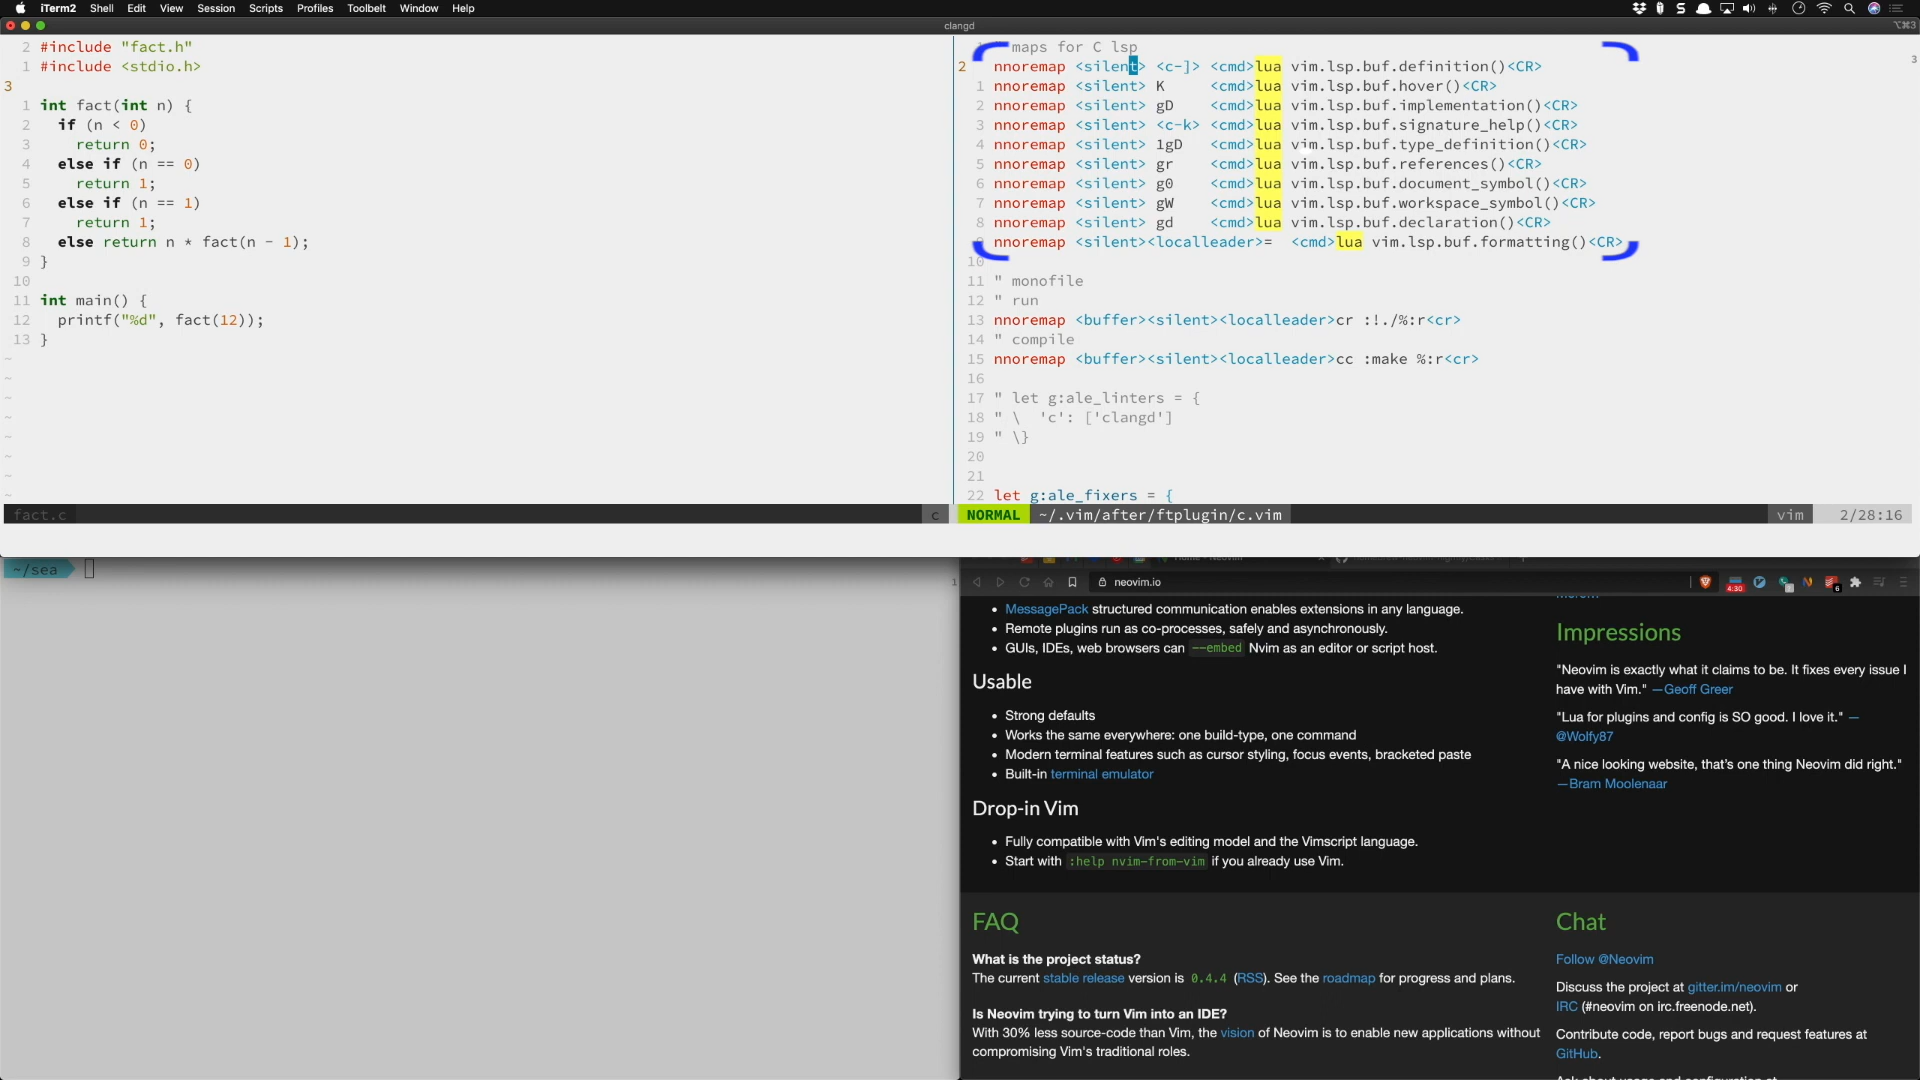 iTerm2 Shell Edit View Session Scripts Profiles Toolbelt Window Help
clangd
⌥⌘3
2 #include "fact.h"
1 #include <stdio.h>
3
1 int fact(int n) {
2 if (n < 0)
3 return 0;
4 else if (n == 0)
5 return 1;
6 else if (n == 1)
7 return 1;
8 else return n * fact(n - 1);
9 }
10
11 int main() {
12 printf("%d", fact(12));
13 }
~
~
~
~
~
~
~
~
fact.c c
maps for C lsp
3
2 nnoremap <silent> <c-]> <cmd>lua vim.lsp.buf.definition()<CR>
1 nnoremap <silent> K <cmd>lua vim.lsp.buf.hover()<CR>
2 nnoremap <silent> gD <cmd>lua vim.lsp.buf.implementation()<CR>
3 nnoremap <silent> <c-k> <cmd>lua vim.lsp.buf.signature_help()<CR>
4 nnoremap <silent> 1gD <cmd>lua vim.lsp.buf.type_definition()<CR>
5 nnoremap <silent> gr <cmd>lua vim.lsp.buf.references()<CR>
6 nnoremap <silent> g0 <cmd>lua vim.lsp.buf.document_symbol()<CR>
7 nnoremap <silent> gW <cmd>lua vim.lsp.buf.workspace_symbol()<CR>
8 nnoremap <silent> gd <cmd>lua vim.lsp.buf.declaration()<CR>
nnoremap <silent><localleader>= <cmd>lua vim.lsp.buf.formatting()<CR>
10
11 " monofile
12 " run
13 nnoremap <buffer><silent><localleader>cr :!./%:r<cr>
14 " compile
15 nnoremap <buffer><silent><localleader>cc :make %:r<cr>
16
17 " let g:ale_linters = {
18 " \ 'c': ['clangd']
19 " \}
20
21
22 let g:ale_fixers = {
NORMAL ~/.vim/after/ftplugin/c.vim vim 2/28:16
~/sea
1
neovim.io
4:30
6
MessagePack structured communication enables extensions in any language.
Remote plugins run as co-processes, safely and asynchronously.
GUIs, IDEs, web browsers can --embed Nvim as an editor or script host.
Usable
Strong defaults
Works the same everywhere: one build-type, one command
Modern terminal features such as cursor styling, focus events, bracketed paste
Built-in terminal emulator
Drop-in Vim
Fully compatible with Vim's editing model and the Vimscript language.
Start with :help nvim-from-vim if you already use Vim.
Impressions
"Neovim is exactly what it claims to be. It fixes every issue I
have with Vim." —Geoff Greer
"Lua for plugins and config is SO good. I love it." —
@Wolfy87
"A nice looking website, that's one thing Neovim did right."
—Bram Moolenaar
FAQ
What is the project status?
The current stable release version is 0.4.4 (RSS). See the roadmap for progress and plans.
Is Neovim trying to turn Vim into an IDE?
With 30% less source-code than Vim, the vision of Neovim is to enable new applications without
compromising Vim's traditional roles.
Chat
Follow @Neovim
Discuss the project at gitter.im/neovim or
IRC (#neovim on irc.freenode.net).
Contribute code, report bugs and request features at
GitHub.